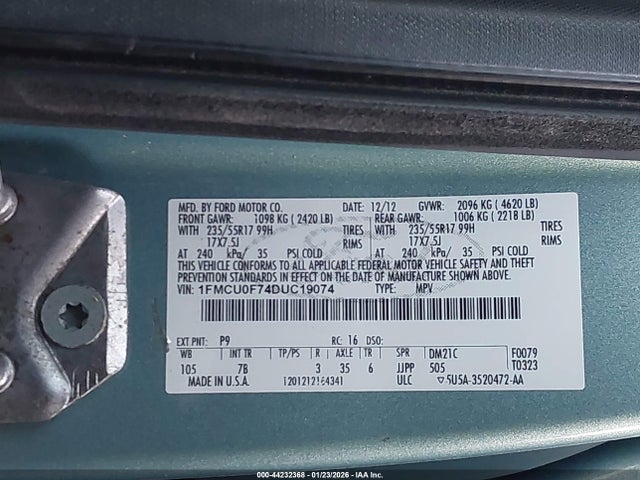 MFD. BY FORD MOTOR CO. DATE: 12/12 GVWR: 2096 KG ( 4620 LB)
FRONT GAWR: 1098 KG ( 2420 LB) REAR GAWR: 1006 KG ( 2218 LB)
WITH 235/55R17 99H TIRES WITH 235/55R17 99H TIRES
17X7.5J RIMS 17X7.5J RIMS
AT 240 kPa/ 35 PSI COLD AT 240 kPa/ 35 PSI COLD
THIS VEHICLE CONFORMS TO ALL APPLICABLE FEDERAL MOTOR VEHICLE SAFETY AND THEFT
PREVENTION STANDARDS IN EFFECT ON THE DATE OF MANUFACTURE SHOWN ABOVE.
VIN: 1FMCU0F74DUC19074 TYPE: MPV
EXT PNT: P9 RC: 16 DSO:
WB INT TR TP/PS R AXLE TR SPR DM21C F0079
105 7B 3 35 6 JJPP 505 T0323
MADE IN U.S.A. ULC ▽5U5A-3520472-AA
000-44232368 - 01/23/2026 - IAA Inc.